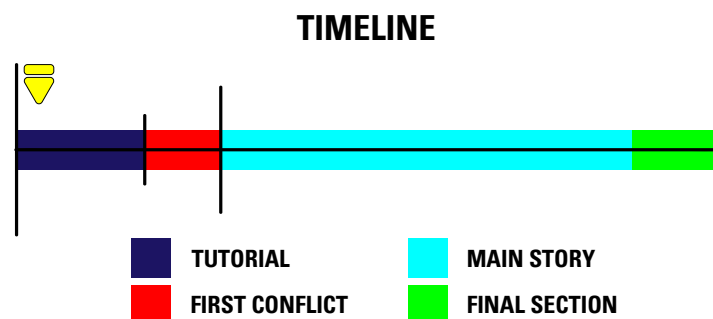 TIMELINE
TUTORIAL
MAIN STORY
FIRST CONFLICT
FINAL SECTION